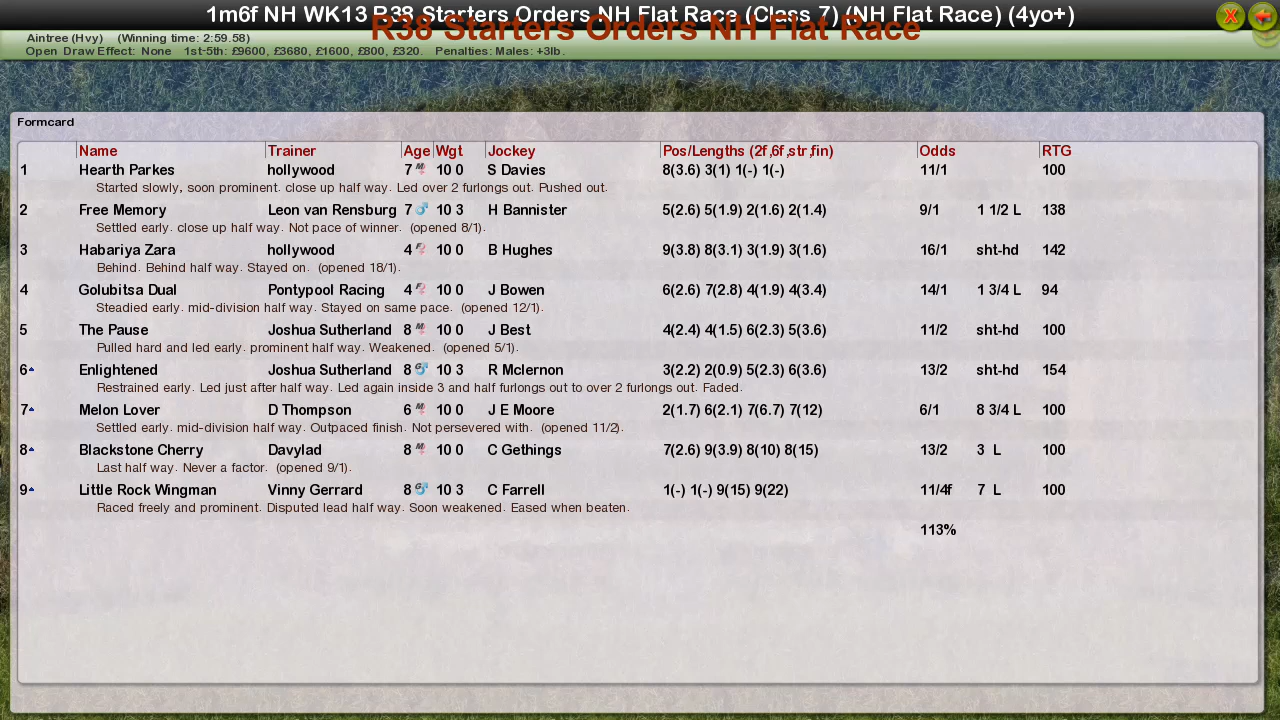 1m6f NH WK13 R38 Starters Orders NH Flat Race (Class 7) (NH Flat Race) (4yo+)
R38 Starters Orders NH Flat Race
Aintree (Hvy) (Winning time: 2:59.58)
Open Draw Effect: None 1st-5th: £9600, £3680, £1600, £800, £320. Penalties: Males: +3lb.
Formcard
Name Trainer Age Wgt Jockey Pos/Lengths (2f,6f,str,fin) Odds RTG
1 Hearth Parkes hollywood 7 M 10 0 S Davies 8(3.6) 3(1) 1(-) 1(-) 11/1 100
Started slowly, soon prominent. close up half way. Led over 2 furlongs out. Pushed out.
2 Free Memory Leon van Rensburg 7 10 3 H Bannister 5(2.6) 5(1.9) 2(1.6) 2(1.4) 9/1 1 1/2 L 138
Settled early. close up half way. Not pace of winner. (opened 8/1).
3 Habariya Zara hollywood 4 F 10 0 B Hughes 9(3.8) 8(3.1) 3(1.9) 3(1.6) 16/1 sht-hd 142
Behind. Behind half way. Stayed on. (opened 18/1).
4 Golubitsa Dual Pontypool Racing 4 F 10 0 J Bowen 6(2.6) 7(2.8) 4(1.9) 4(3.4) 14/1 1 3/4 L 94
Steadied early. mid-division half way. Stayed on same pace. (opened 12/1).
5 The Pause Joshua Sutherland 8 M 10 0 J Best 4(2.4) 4(1.5) 6(2.3) 5(3.6) 11/2 sht-hd 100
Pulled hard and led early. prominent half way. Weakened. (opened 5/1).
6 Enlightened Joshua Sutherland 8 G 10 3 R Mclernon 3(2.2) 2(0.9) 5(2.3) 6(3.6) 13/2 sht-hd 154
Restrained early. Led just after half way. Led again inside 3 and half furlongs out to over 2 furlongs out. Faded.
7 Melon Lover D Thompson 6 M 10 0 J E Moore 2(1.7) 6(2.1) 7(6.7) 7(12) 6/1 8 3/4 L 100
Settled early. mid-division half way. Outpaced finish. Not persevered with. (opened 11/2).
8 Blackstone Cherry Davylad 8 M 10 0 C Gethings 7(2.6) 9(3.9) 8(10) 8(15) 13/2 3 L 100
Last half way. Never a factor. (opened 9/1).
9 Little Rock Wingman Vinny Gerrard 8 G 10 3 C Farrell 1(-) 1(-) 9(15) 9(22) 11/4f 7 L 100
Raced freely and prominent. Disputed lead half way. Soon weakened. Eased when beaten.
113%